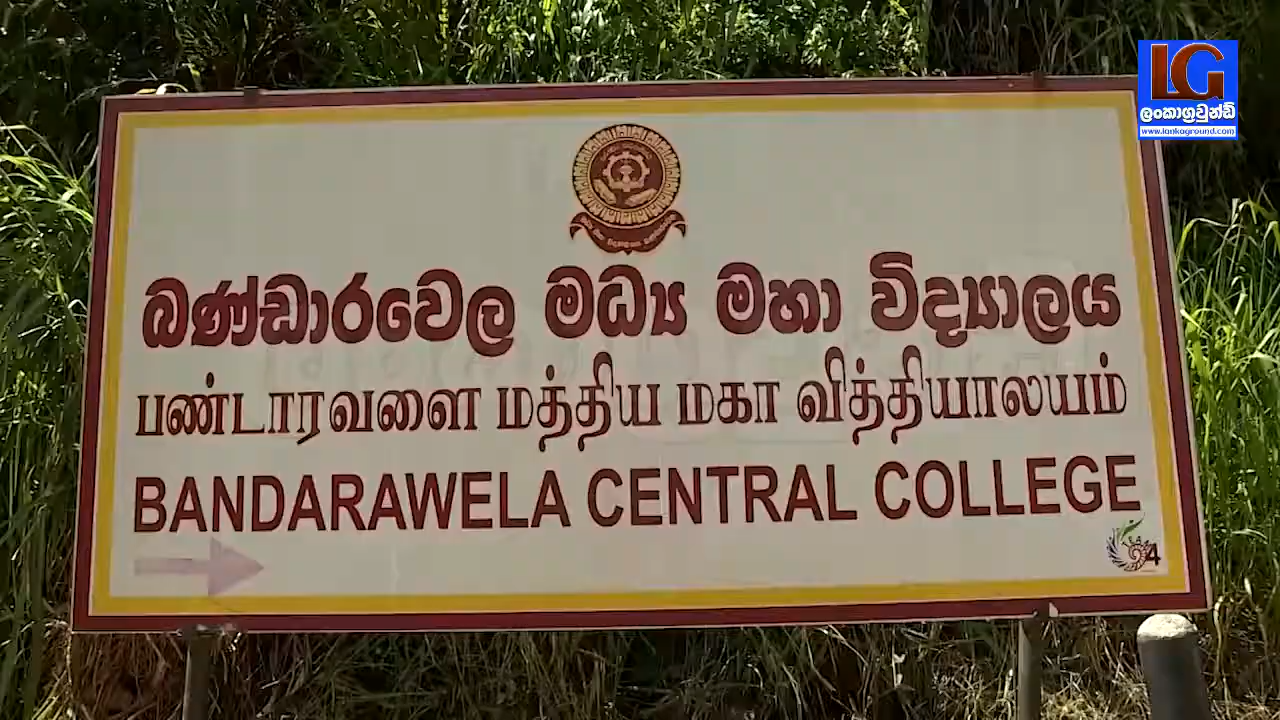 LG
ලංකාග්‍රවුන්ඩ්
www.lankaground.com
බණ්ඩාරවෙල මධ්‍ය මහා විද්‍යාලය
பண்டாரவளை மத்திய மகா வித்தியாலயம்
BANDARAWELA CENTRAL COLLEGE